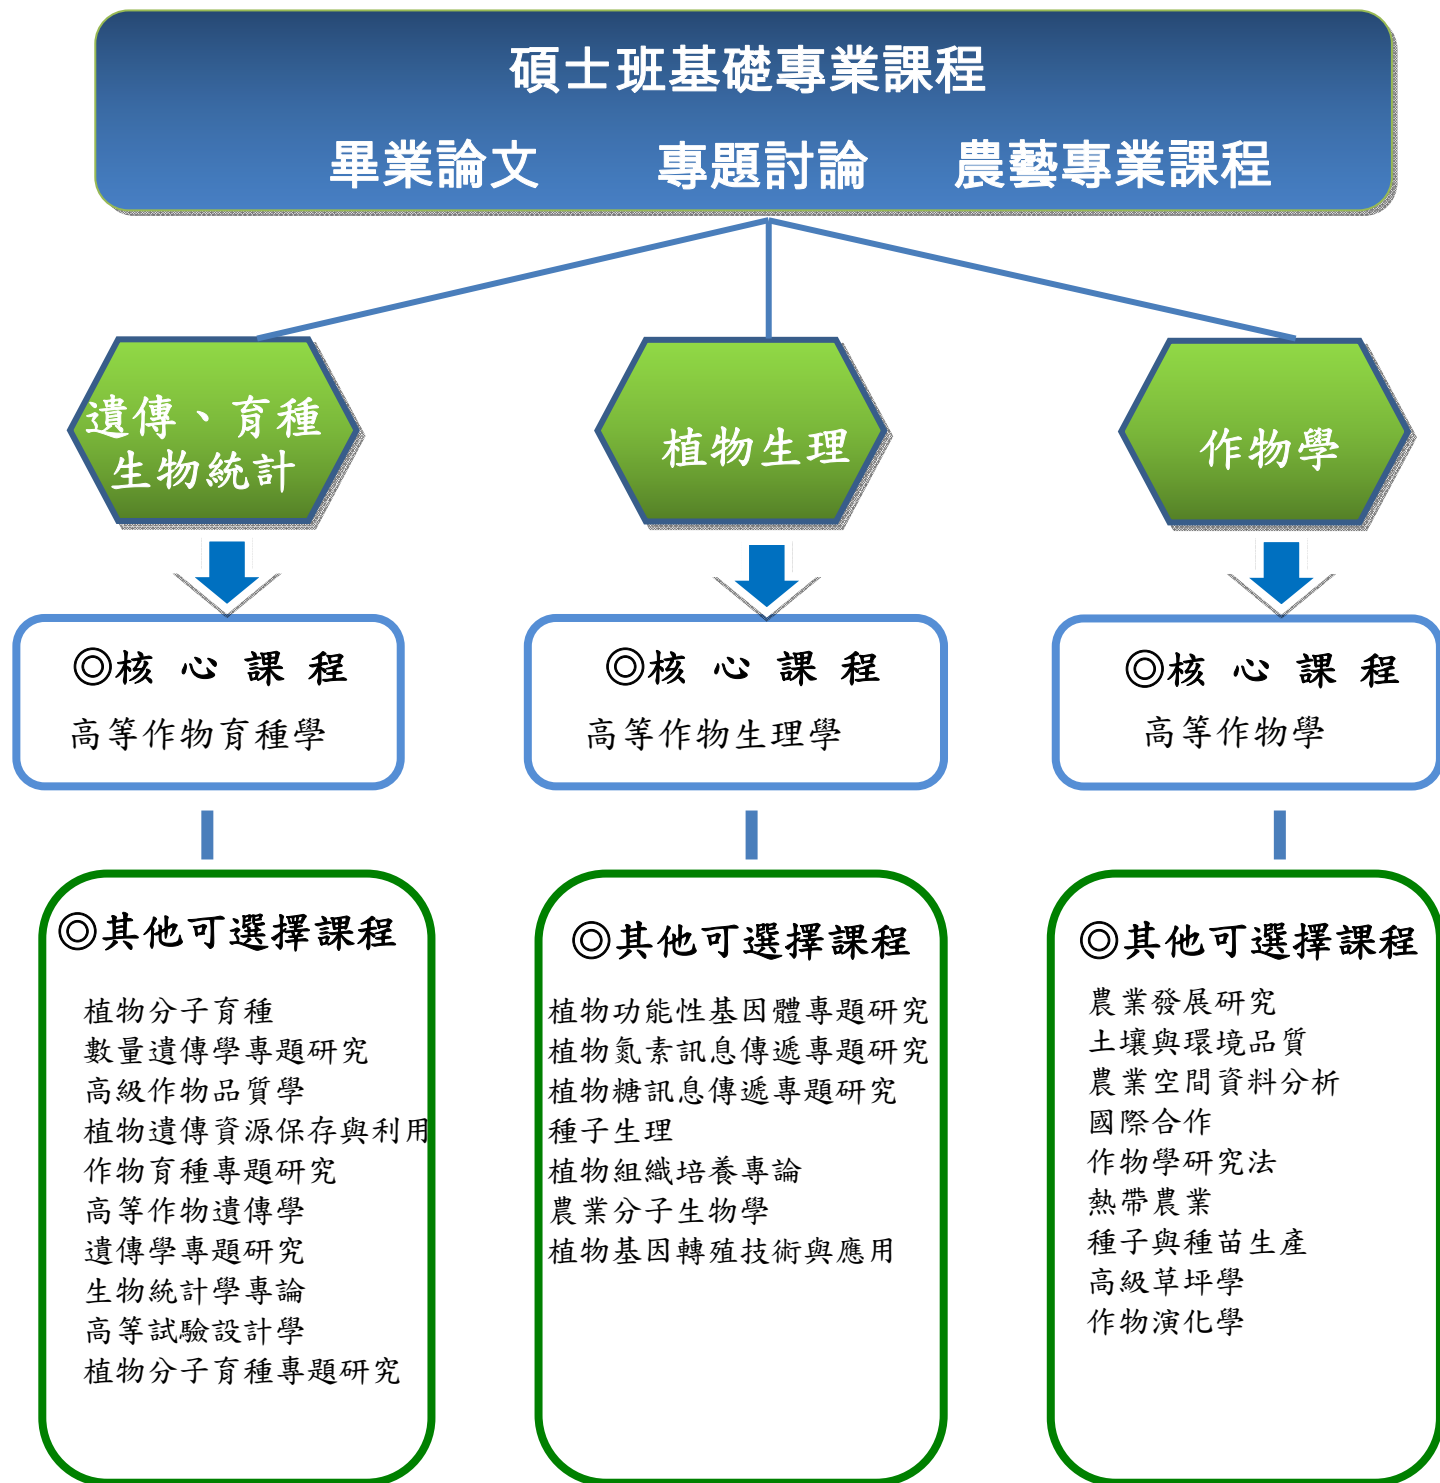 碩士班基礎專業課程
畢業論文 專題討論 農藝專業課程
遺傳、育種
生物統計
植物生理
作物學
◎核 心 課 程
高等作物育種學
◎核 心 課 程
高等作物生理學
◎核 心 課 程
高等作物學
◎其他可選擇課程
植物分子育種
數量遺傳學專題研究
高級作物品質學
植物遺傳資源保存與利用
作物育種專題研究
高等作物遺傳學
遺傳學專題研究
生物統計學專論
高等試驗設計學
植物分子育種專題研究
◎其他可選擇課程
植物功能性基因體專題研究
植物氮素訊息傳遞專題研究
植物糖訊息傳遞專題研究
種子生理
植物組織培養專論
農業分子生物學
植物基因轉殖技術與應用
◎其他可選擇課程
農業發展研究
土壤與環境品質
農業空間資料分析
國際合作
作物學研究法
熱帶農業
種子與種苗生產
高級草坪學
作物演化學